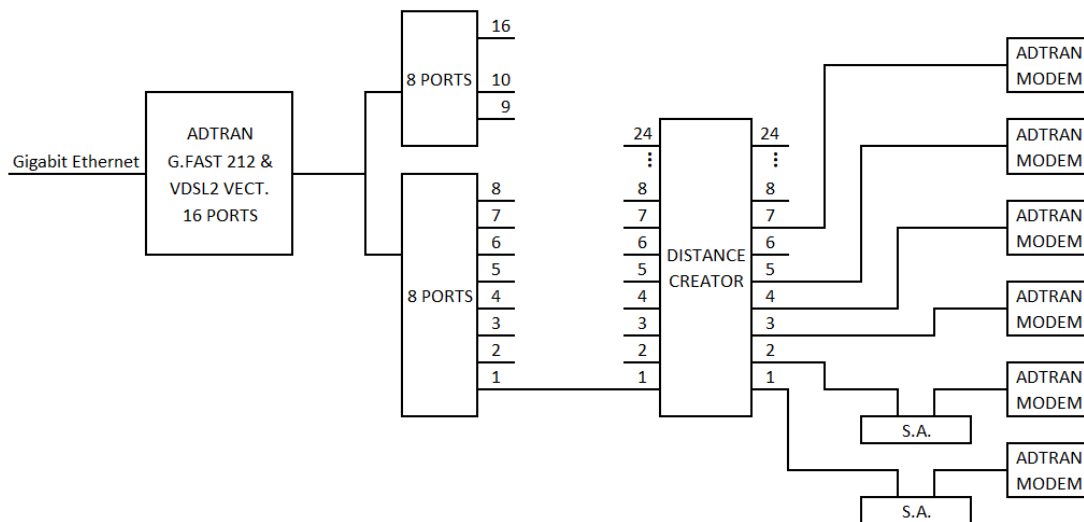 Gigabit Ethernet
ADTRAN
G.FAST 212 &
VDSL2 VECT.
16 PORTS
8 PORTS
16
10
9
8 PORTS
8
7
6
5
4
3
2
1
24
⋮
8
7
6
5
4
3
2
1
DISTANCE
CREATOR
24
⋮
8
7
6
5
4
3
2
1
S.A.
S.A.
ADTRAN
MODEM
ADTRAN
MODEM
ADTRAN
MODEM
ADTRAN
MODEM
ADTRAN
MODEM
ADTRAN
MODEM